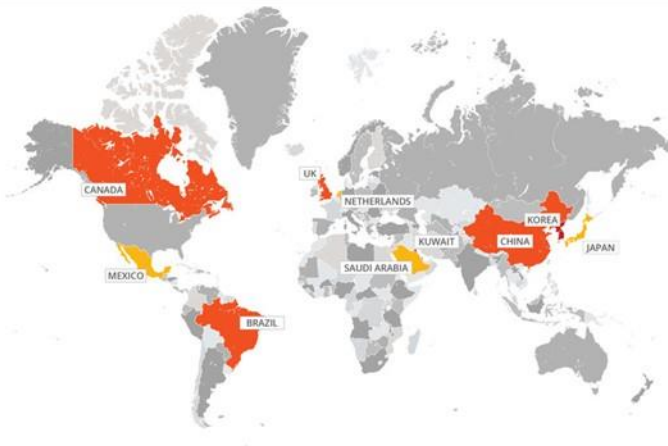 CANADA
UK
NETHERLANDS
KOREA
KUWAIT
CHINA
JAPAN
SAUDI ARABIA
MEXICO
BRAZIL